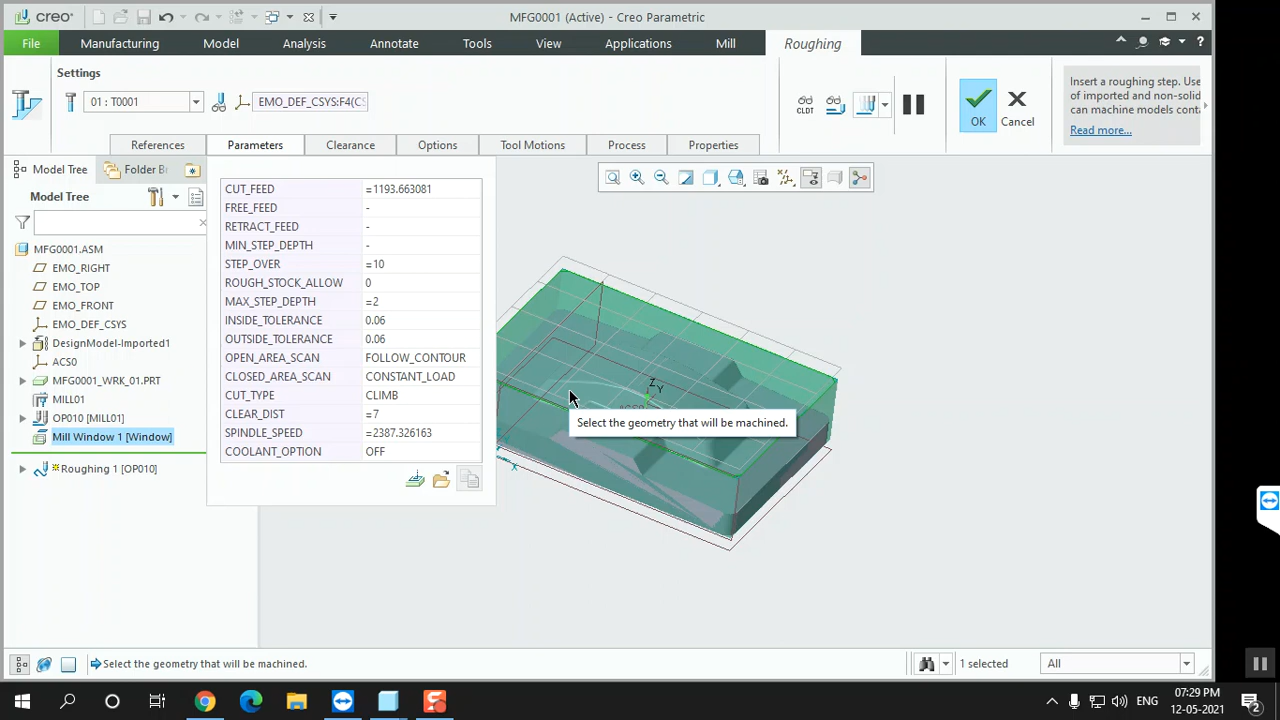 creo
MFG0001 (Active) - Creo Parametric
File
Manufacturing
Model
Analysis
Annotate
Tools
View
Applications
Mill
Roughing
Settings
01 : T0001
EMO_DEF_CSYS:F4(C:
CLDT
OK
Cancel
Insert a roughing step. Use
of imported and non-solid
can machine models cont
Read more...
References
Parameters
Clearance
Options
Tool Motions
Process
Properties
Model Tree
Folder B
Model Tree
MFG0001.ASM
EMO_RIGHT
EMO_TOP
EMO_FRONT
EMO_DEF_CSYS
DesignModel-Imported1
ACS0
MFG0001_WRK_01.PRT
MILL01
OP010 [MILL01]
Mill Window 1 [Window]
Roughing 1 [OP010]
CUT_FEED =1193.663081
FREE_FEED -
RETRACT_FEED -
MIN_STEP_DEPTH -
STEP_OVER =10
ROUGH_STOCK_ALLOW 0
MAX_STEP_DEPTH =2
INSIDE_TOLERANCE 0.06
OUTSIDE_TOLERANCE 0.06
OPEN_AREA_SCAN FOLLOW_CONTOUR
CLOSED_AREA_SCAN CONSTANT_LOAD
CUT_TYPE CLIMB
CLEAR_DIST =7
SPINDLE_SPEED =2387.326163
COOLANT_OPTION OFF
Z
Y
ACS0
X
Select the geometry that will be machined.
Select the geometry that will be machined.
1 selected
All
ENG
07:29 PM
12-05-2021
2